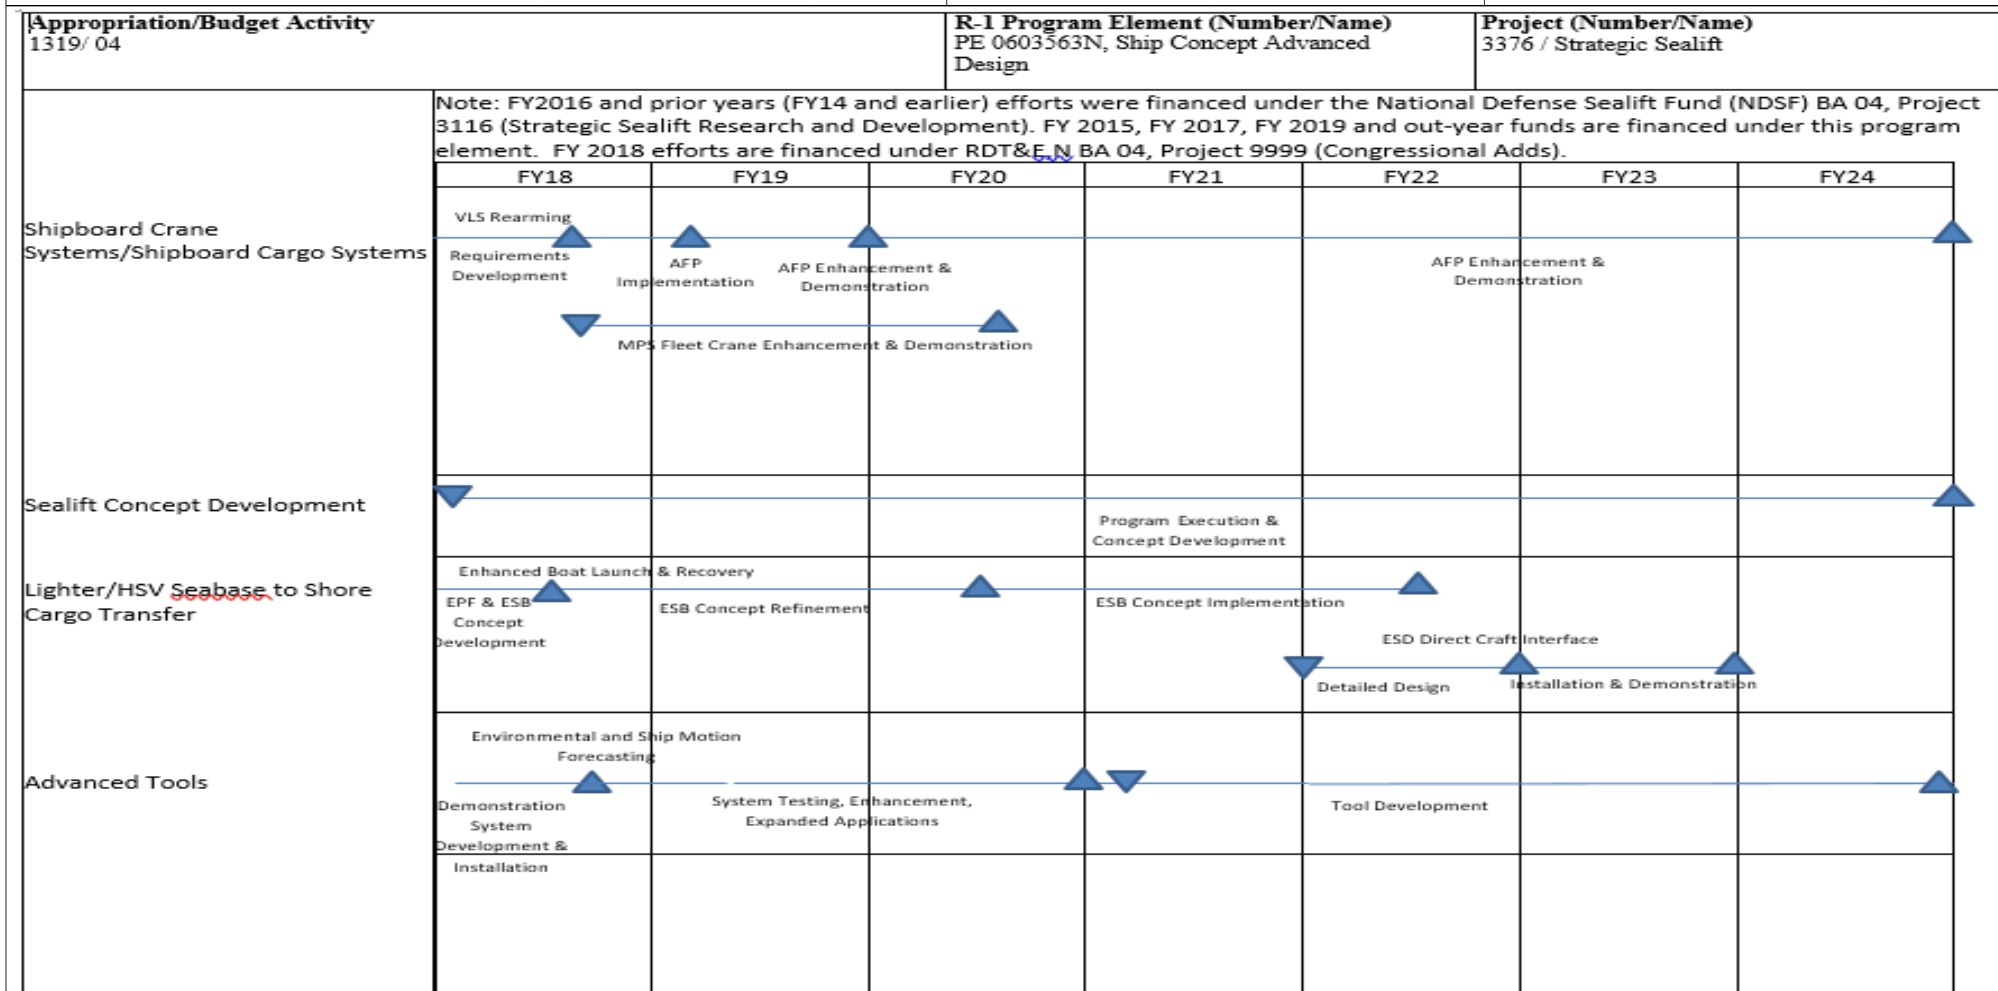 Appropriation/Budget Activity
1319/ 04
R-1 Program Element (Number/Name)
PE 0603563N, Ship Concept Advanced
Design
Project (Number/Name)
3376 / Strategic Sealift
Note: FY2016 and prior years (FY14 and earlier) efforts were financed under the National Defense Sealift Fund (NDSF) BA 04, Project
3116 (Strategic Sealift Research and Development). FY 2015, FY 2017, FY 2019 and out-year funds are financed under this program
element.  FY 2018 efforts are financed under RDT&E,N BA 04, Project 9999 (Congressional Adds).
FY18
FY19
FY20
FY21
FY22
FY23
FY24
Shipboard Crane
Systems/Shipboard Cargo Systems
VLS Rearming
Requirements
Development
AFP
Implementation
AFP Enhancement &
Demonstration
AFP Enhancement &
Demonstration
MPS Fleet Crane Enhancement & Demonstration
Sealift Concept Development
Program Execution &
Concept Development
Lighter/HSV Seabase to Shore
Cargo Transfer
Enhanced Boat Launch & Recovery
EPF & ESB
Concept
Development
ESB Concept Refinement
ESB Concept Implementation
ESD Direct Craft Interface
Detailed Design
Installation & Demonstration
Advanced Tools
Environmental and Ship Motion
Forecasting
Demonstration
System
Development &
Installation
System Testing, Enhancement,
Expanded Applications
Tool Development